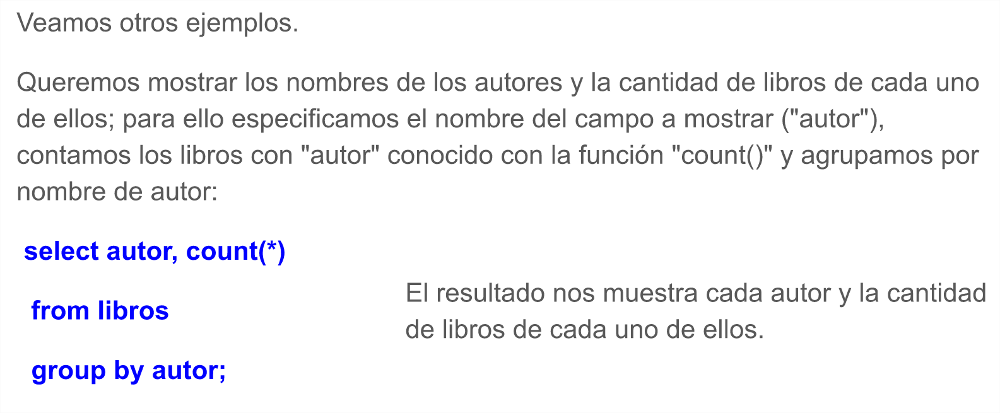 Veamos otros ejemplos.
Queremos mostrar los nombres de los autores y la cantidad de libros de cada uno
de ellos; para ello especificamos el nombre del campo a mostrar ("autor"),
contamos los libros con "autor" conocido con la función "count()" y agrupamos por
nombre de autor:
select autor, count(*)
from libros
group by autor;
El resultado nos muestra cada autor y la cantidad
de libros de cada uno de ellos.